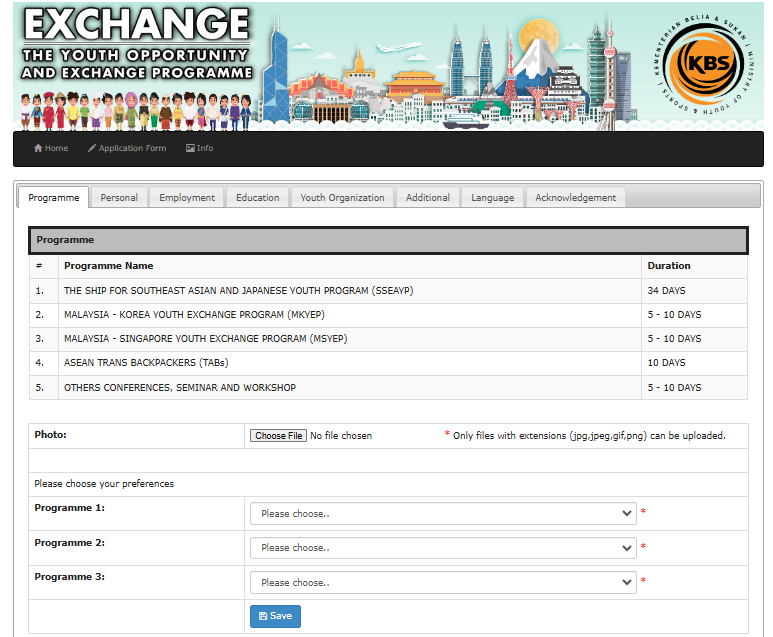 EXCHANGE
THE YOUTH OPPORTUNITY
AND EXCHANGE PROGRAMME
KEMENTERIAN BELIA & SUKAN | MINISTRY OF YOUTH & SPORTS |
KBS
Home Application Form Info
Programme Personal Employment Education Youth Organization Additional Language Acknowledgement
Programme
# Programme Name Duration
1. THE SHIP FOR SOUTHEAST ASIAN AND JAPANESE YOUTH PROGRAM (SSEAYP) 34 DAYS
2. MALAYSIA - KOREA YOUTH EXCHANGE PROGRAM (MKYEP) 5 - 10 DAYS
3. MALAYSIA - SINGAPORE YOUTH EXCHANGE PROGRAM (MSYEP) 5 - 10 DAYS
4. ASEAN TRANS BACKPACKERS (TABs) 10 DAYS
5. OTHERS CONFERENCES, SEMINAR AND WORKSHOP 5 - 10 DAYS
Photo: Choose File No file chosen * Only files with extensions (jpg,jpeg,gif,png) can be uploaded.
Please choose your preferences
Programme 1: Please choose.. *
Programme 2: Please choose.. *
Programme 3: Please choose.. *
Save